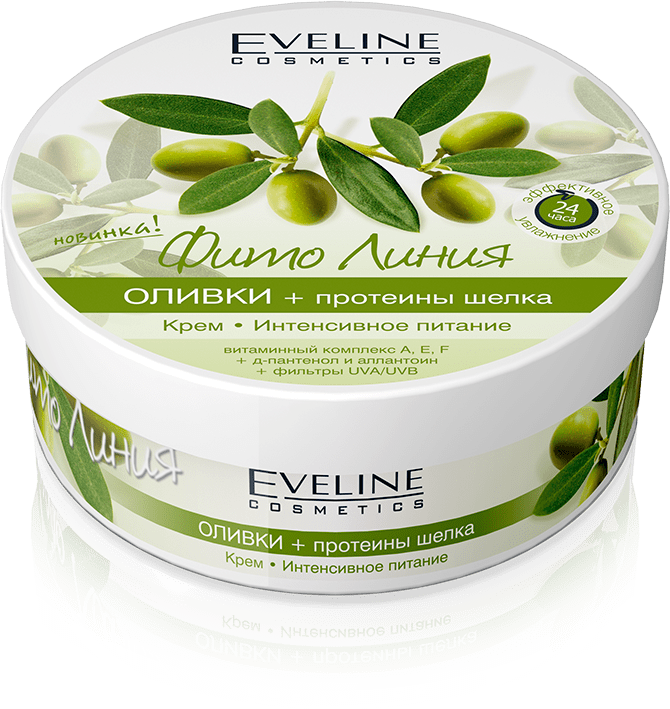 EVELINE
COSMETICS
эффективное
24
часа
увлажнение
новинка!
Фито Линия
ОЛИВКИ + протеины шелка
Крем • Интенсивное питание
витаминный комплекс А, Е, F
+ д-пантенол и аллантоин
+ фильтры UVA/UVB
ито Линия
EVELINE
COSMETICS
ОЛИВКИ + протеины шелка
Крем • Интенсивное питание